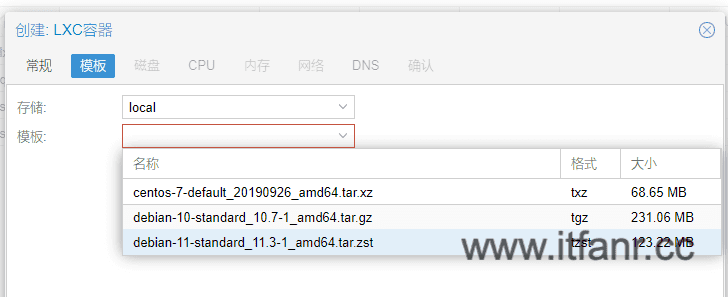 创建: LXC容器
常规 模板 磁盘 CPU 内存 网络 DNS 确认
存储: local
模板:
名称 格式 大小
centos-7-default_20190926_amd64.tar.xz txz 68.65 MB
debian-10-standard_10.7-1_amd64.tar.gz tgz 231.06 MB
debian-11-standard_11.3-1_amd64.tar.zst tzst 123.22 MB
www.itfanr.cc